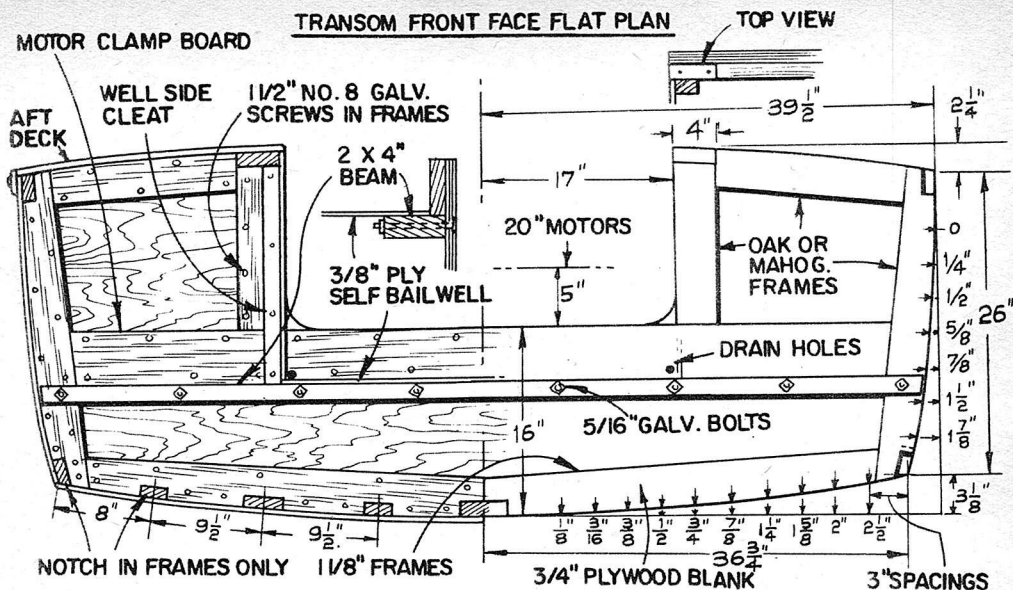 TRANSOM FRONT FACE FLAT PLAN
TOP VIEW
MOTOR CLAMP BOARD
WELL SIDE
CLEAT
1 1/2" NO. 8 GALV.
SCREWS IN FRAMES
AFT
DECK
2 X 4"
BEAM
39 1/2"
2 1/4"
4"
17"
20" MOTORS
5"
3/8" PLY
SELF BAILWELL
OAK OR
MAHOG.
FRAMES
0
1/4"
1/2"
5/8"
7/8"
1 1/2"
1 7/8"
26"
DRAIN HOLES
5/16" GALV. BOLTS
16"
3 1/8"
8"
9 1/2"
9 1/2"
1/8
3/16
3/8
1/2
3/4
7/8
1 1/4
1 5/8
2"
2 1/2"
36 3/4"
NOTCH IN FRAMES ONLY
1 1/8" FRAMES
3/4" PLYWOOD BLANK
3" SPACINGS